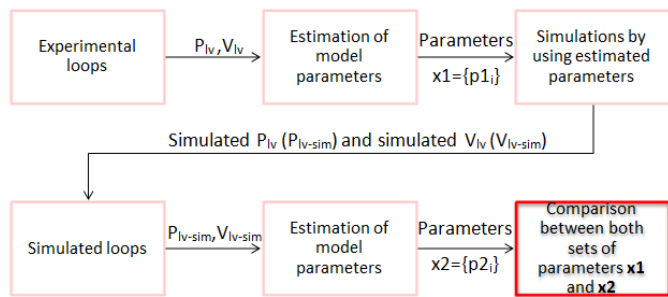 Experimental
loops
Plv,Vlv
Estimation of
model
parameters
Parameters
x1={p1i}
Simulations by
using estimated
parameters
Simulated Plv (Plv-sim) and simulated Vlv (Vlv-sim)
Simulated loops
Plv-sim,Vlv-sim
Estimation of
model
parameters
Parameters
x2={p2i}
Comparison
between both
sets of
parameters x1
and x2